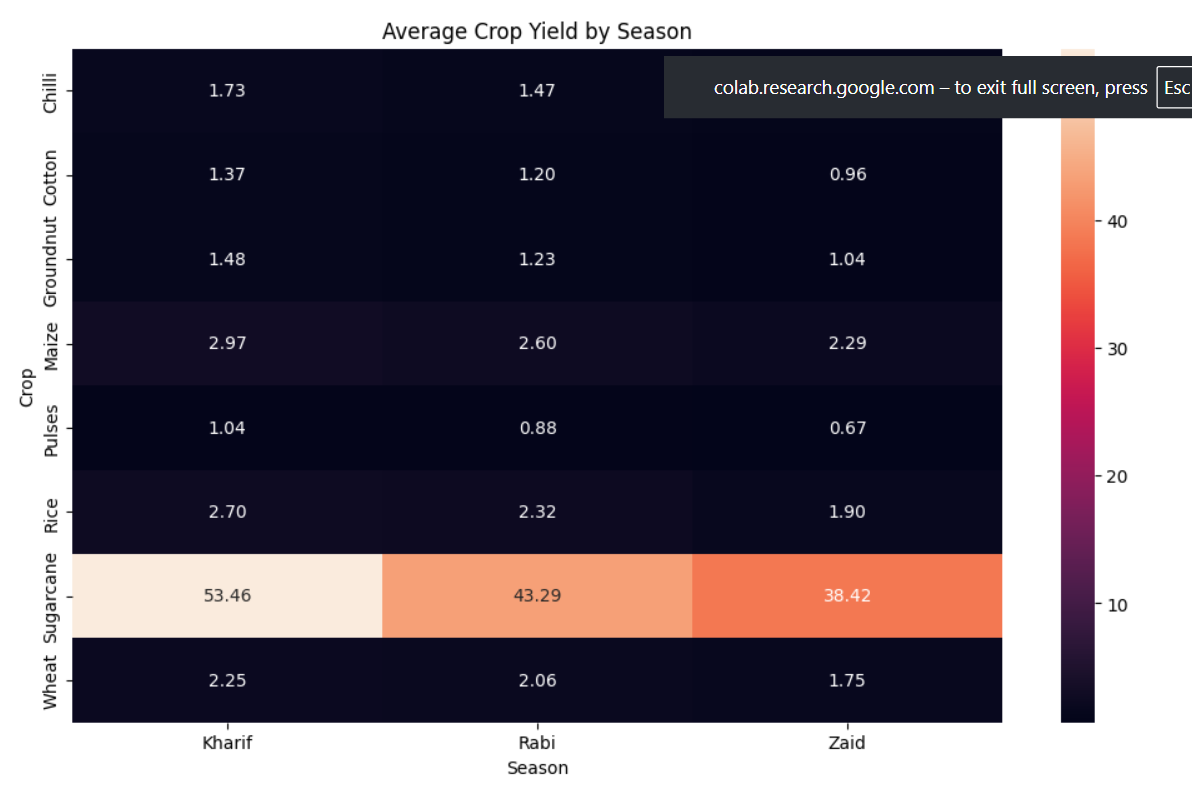 Average Crop Yield by Season
colab.research.google.com – to exit full screen, press Esc
Chilli 1.73 1.47
Cotton 1.37 1.20 0.96
Groundnut 1.48 1.23 1.04
Maize 2.97 2.60 2.29
Pulses 1.04 0.88 0.67
Rice 2.70 2.32 1.90
Sugarcane 53.46 43.29 38.42
Wheat 2.25 2.06 1.75
Crop
Kharif Rabi Zaid
Season
40
30
20
10